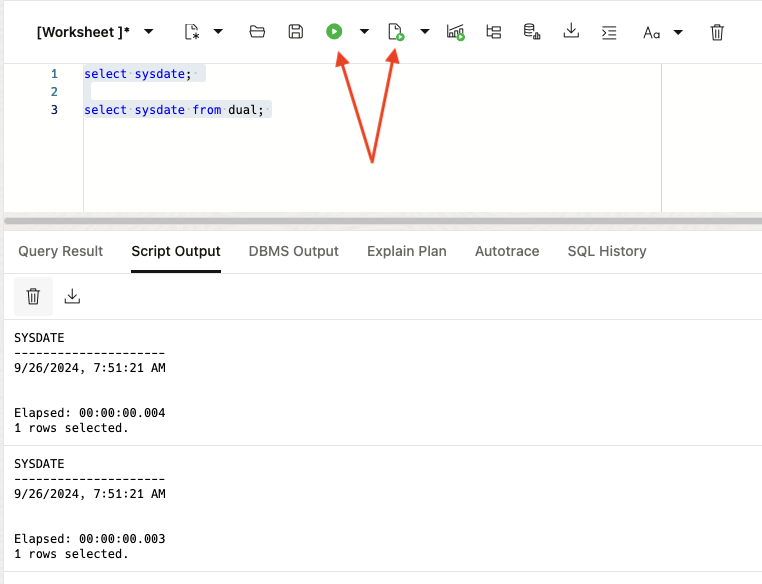 [Worksheet ]*
Aa
1 select sysdate;
2
3 select sysdate from dual;
Query Result Script Output DBMS Output Explain Plan Autotrace SQL History
SYSDATE
---------------------
9/26/2024, 7:51:21 AM
Elapsed: 00:00:00.004
1 rows selected.
SYSDATE
---------------------
9/26/2024, 7:51:21 AM
Elapsed: 00:00:00.003
1 rows selected.